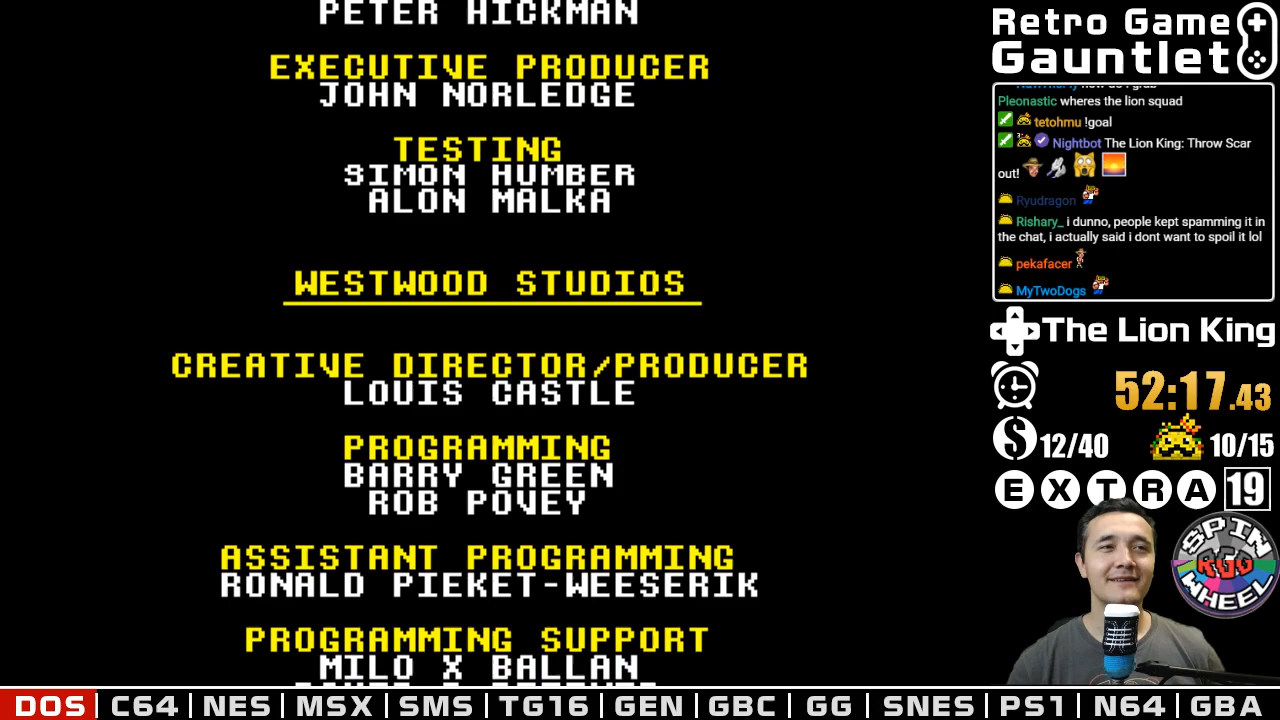 PETER HICKMAN
EXECUTIVE PRODUCER
JOHN NORLEDGE
TESTING
SIMON HUMBER
ALON MALKA
WESTWOOD STUDIOS
CREATIVE DIRECTOR/PRODUCER
LOUIS CASTLE
PROGRAMMING
BARRY GREEN
ROB POVEY
ASSISTANT PROGRAMMING
RONALD PIEKET-WEESERIK
PROGRAMMING SUPPORT
MILO X BALLAN
Retro Game
Gauntlet
Pleonastic wheres the lion squad
tetohmu !goal
Nightbot The Lion King: Throw Scar
out!
Ryudragon
Rishary_ i dunno, people kept spamming it in
the chat, i actually said i dont want to spoil it lol
pekafacer
MyTwoDogs
The Lion King
52:17.43
12/40 10/15
E X T R A 19
SPIN
RGG
WHEEL
DOS | C64 | NES | MSX | SMS | TG16 | GEN | GBC | GG | SNES | PS1 | N64 | GBA